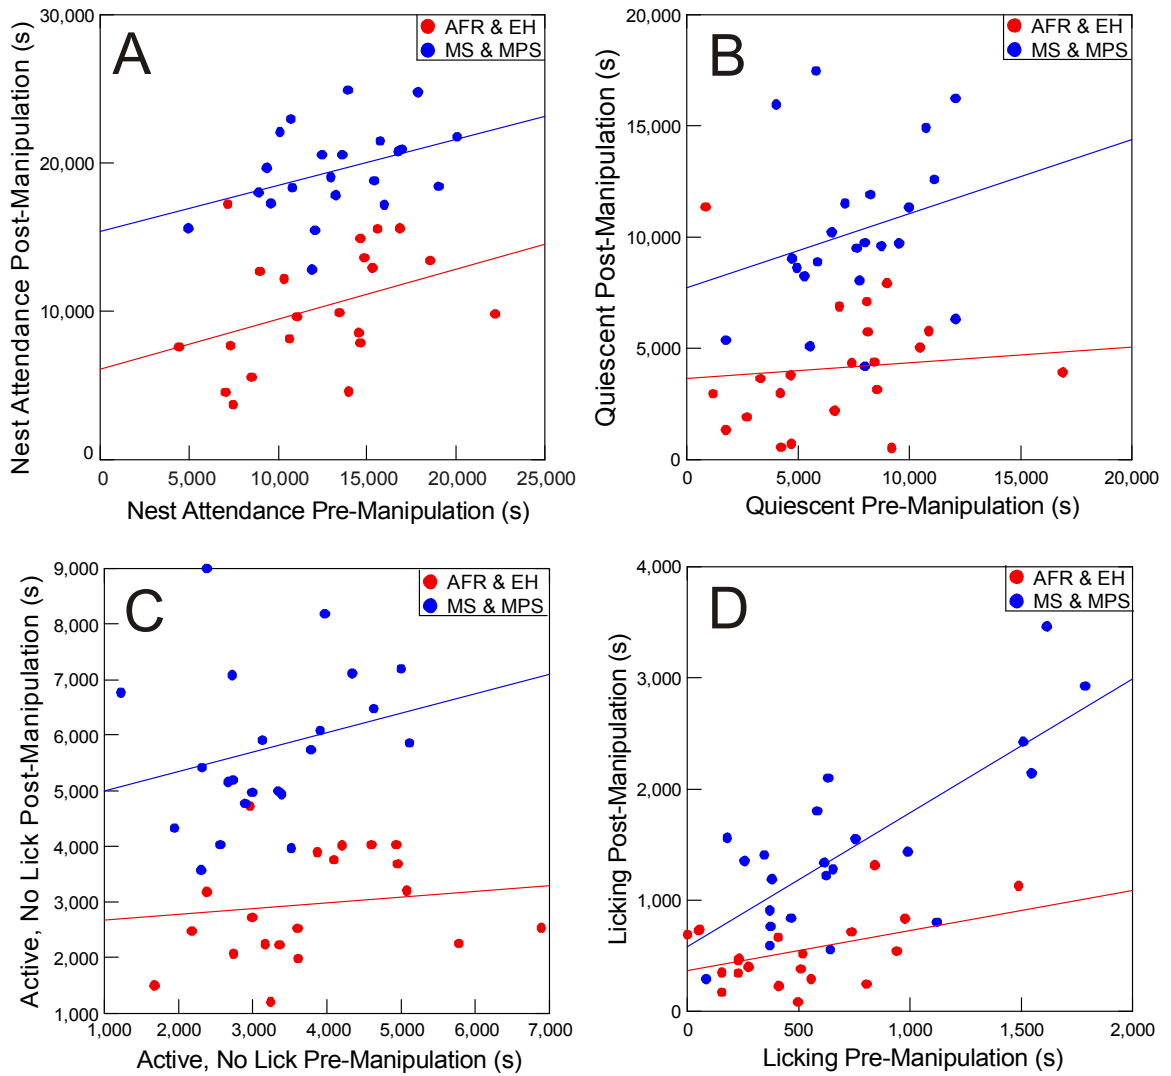 A
AFR & EH
MS & MPS
Nest Attendance Post-Manipulation (s)
30,000
20,000
10,000
0
0
5,000
10,000
15,000
20,000
25,000
Nest Attendance Pre-Manipulation (s)
B
AFR & EH
MS & MPS
Quiescent Post-Manipulation (s)
20,000
15,000
10,000
5,000
0
0
5,000
10,000
15,000
20,000
Quiescent Pre-Manipulation (s)
C
AFR & EH
MS & MPS
Active, No Lick Post-Manipulation (s)
9,000
8,000
7,000
6,000
5,000
4,000
3,000
2,000
1,000
1,000
2,000
3,000
4,000
5,000
6,000
7,000
Active, No Lick Pre-Manipulation (s)
D
AFR & EH
MS & MPS
Licking Post-Manipulation (s)
4,000
3,000
2,000
1,000
0
0
500
1,000
1,500
2,000
Licking Pre-Manipulation (s)